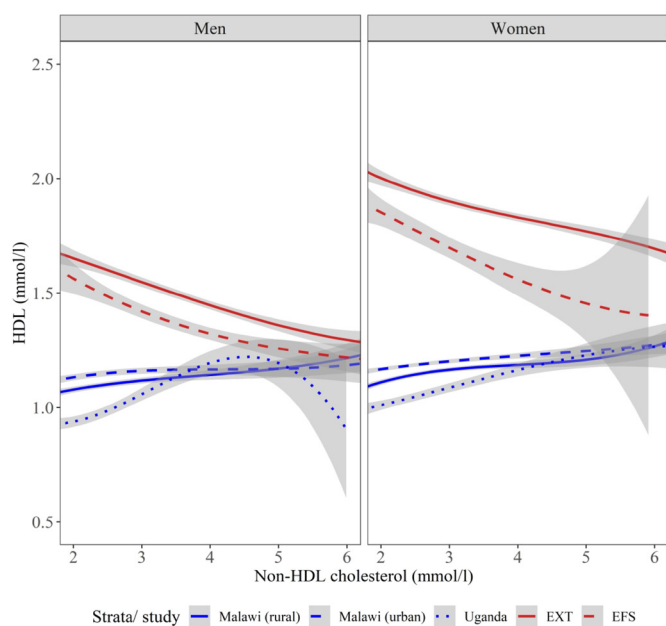 Men Women
2.5
2.0
1.5
1.0
0.5
HDL (mmol/l)
2 3 4 5 6 2 3 4 5 6
Non-HDL cholesterol (mmol/l)
Strata/ study Malawi (rural) Malawi (urban) Uganda EXT EFS